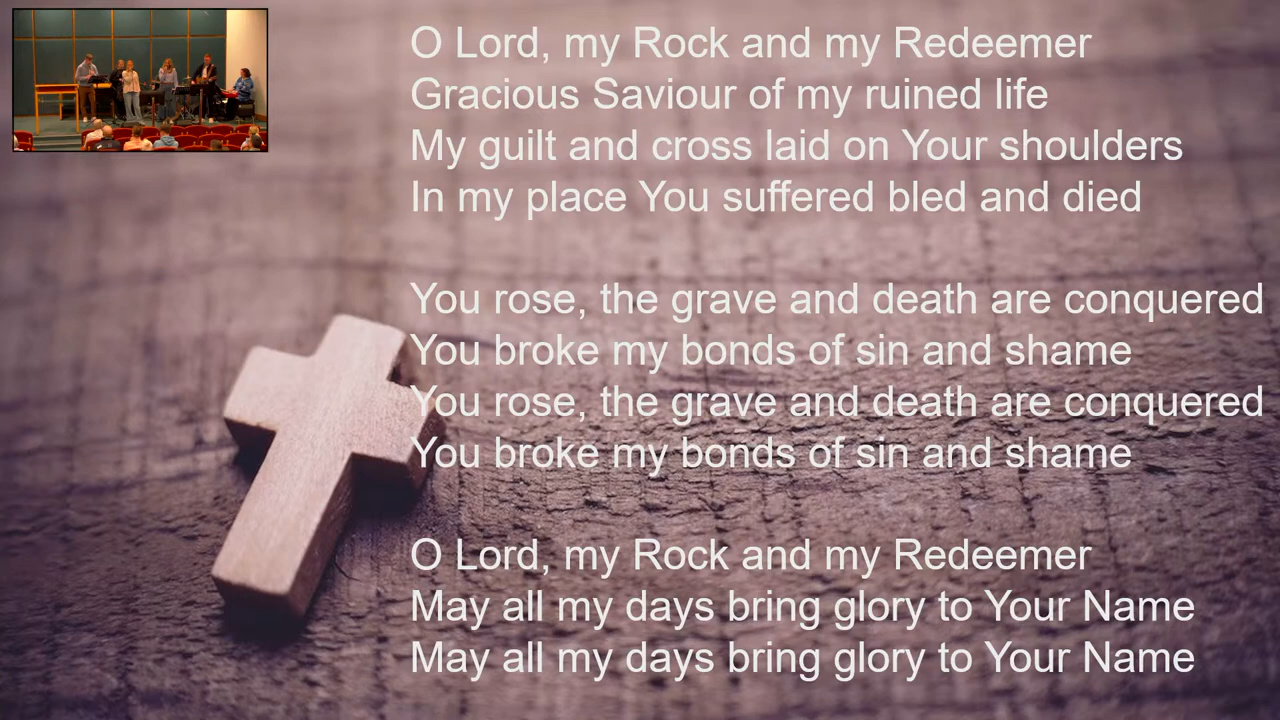 O Lord, my Rock and my Redeemer
Gracious Saviour of my ruined life
My guilt and cross laid on Your shoulders
In my place You suffered bled and died
You rose, the grave and death are conquered
You broke my bonds of sin and shame
You rose, the grave and death are conquered
You broke my bonds of sin and shame
O Lord, my Rock and my Redeemer
May all my days bring glory to Your Name
May all my days bring glory to Your Name